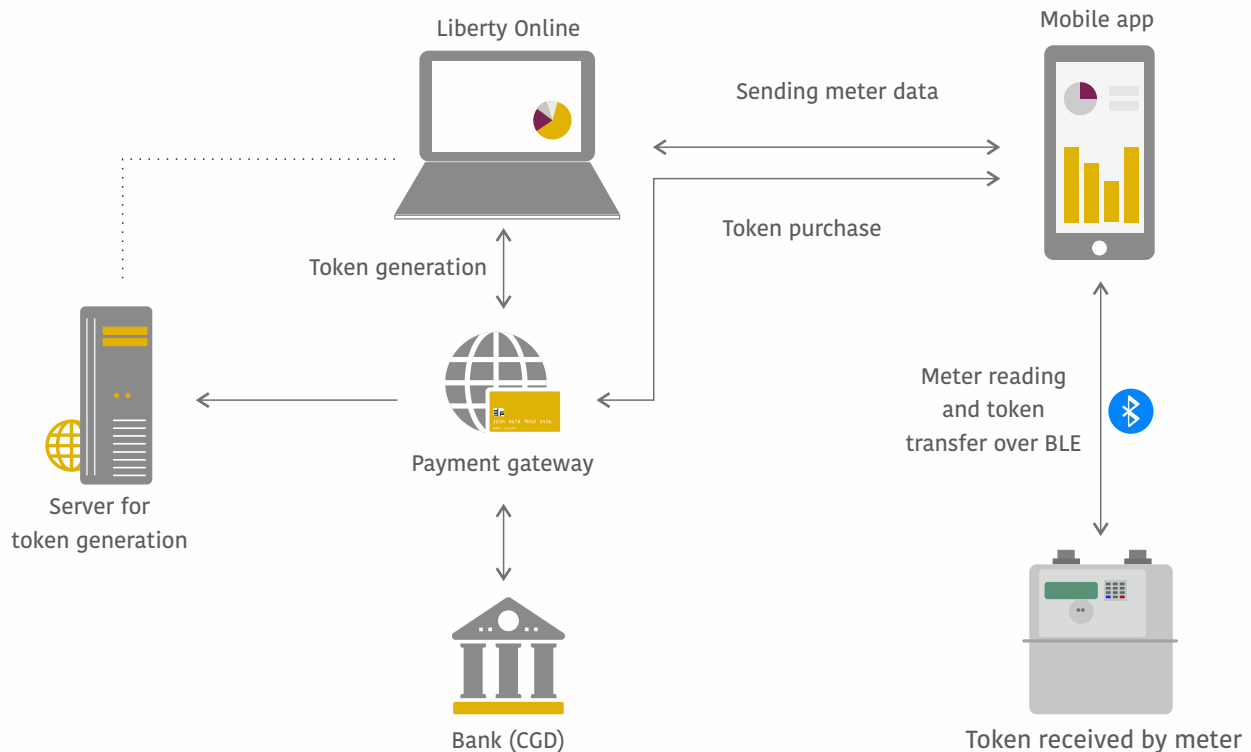 Liberty Online
Mobile app
Sending meter data
Token purchase
Token generation
Meter reading
and token
transfer over BLE
Payment gateway
Server for
token generation
Bank (CGD)
Token received by meter